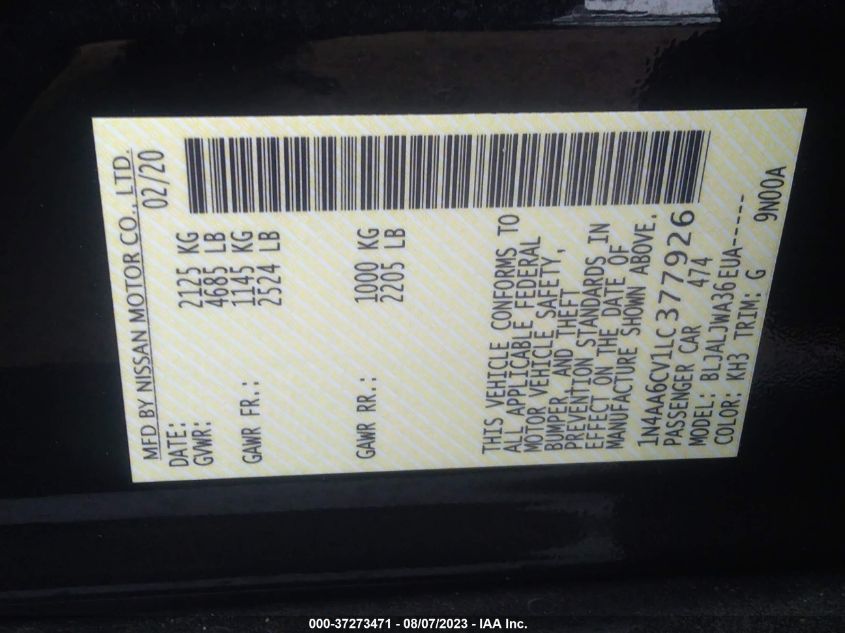 MFD BY NISSAN MOTOR CO., LTD.
DATE: 02/20
GVWR: 2125 KG
4685 LB
GAWR FR.: 1145 KG
2524 LB
GAWR RR.: 1000 KG
2205 LB
THIS VEHICLE CONFORMS TO
ALL APPLICABLE FEDERAL
MOTOR VEHICLE SAFETY,
BUMPER, AND THEFT
PREVENTION STANDARDS IN
EFFECT ON THE DATE OF
MANUFACTURE SHOWN ABOVE.
1N4AA6CV1LC377926
PASSENGER CAR 474
MODEL: BLJALJWA36EUA-----
COLOR: KH3 TRIM: G 9N00A
000-37273471 - 08/07/2023 - IAA Inc.